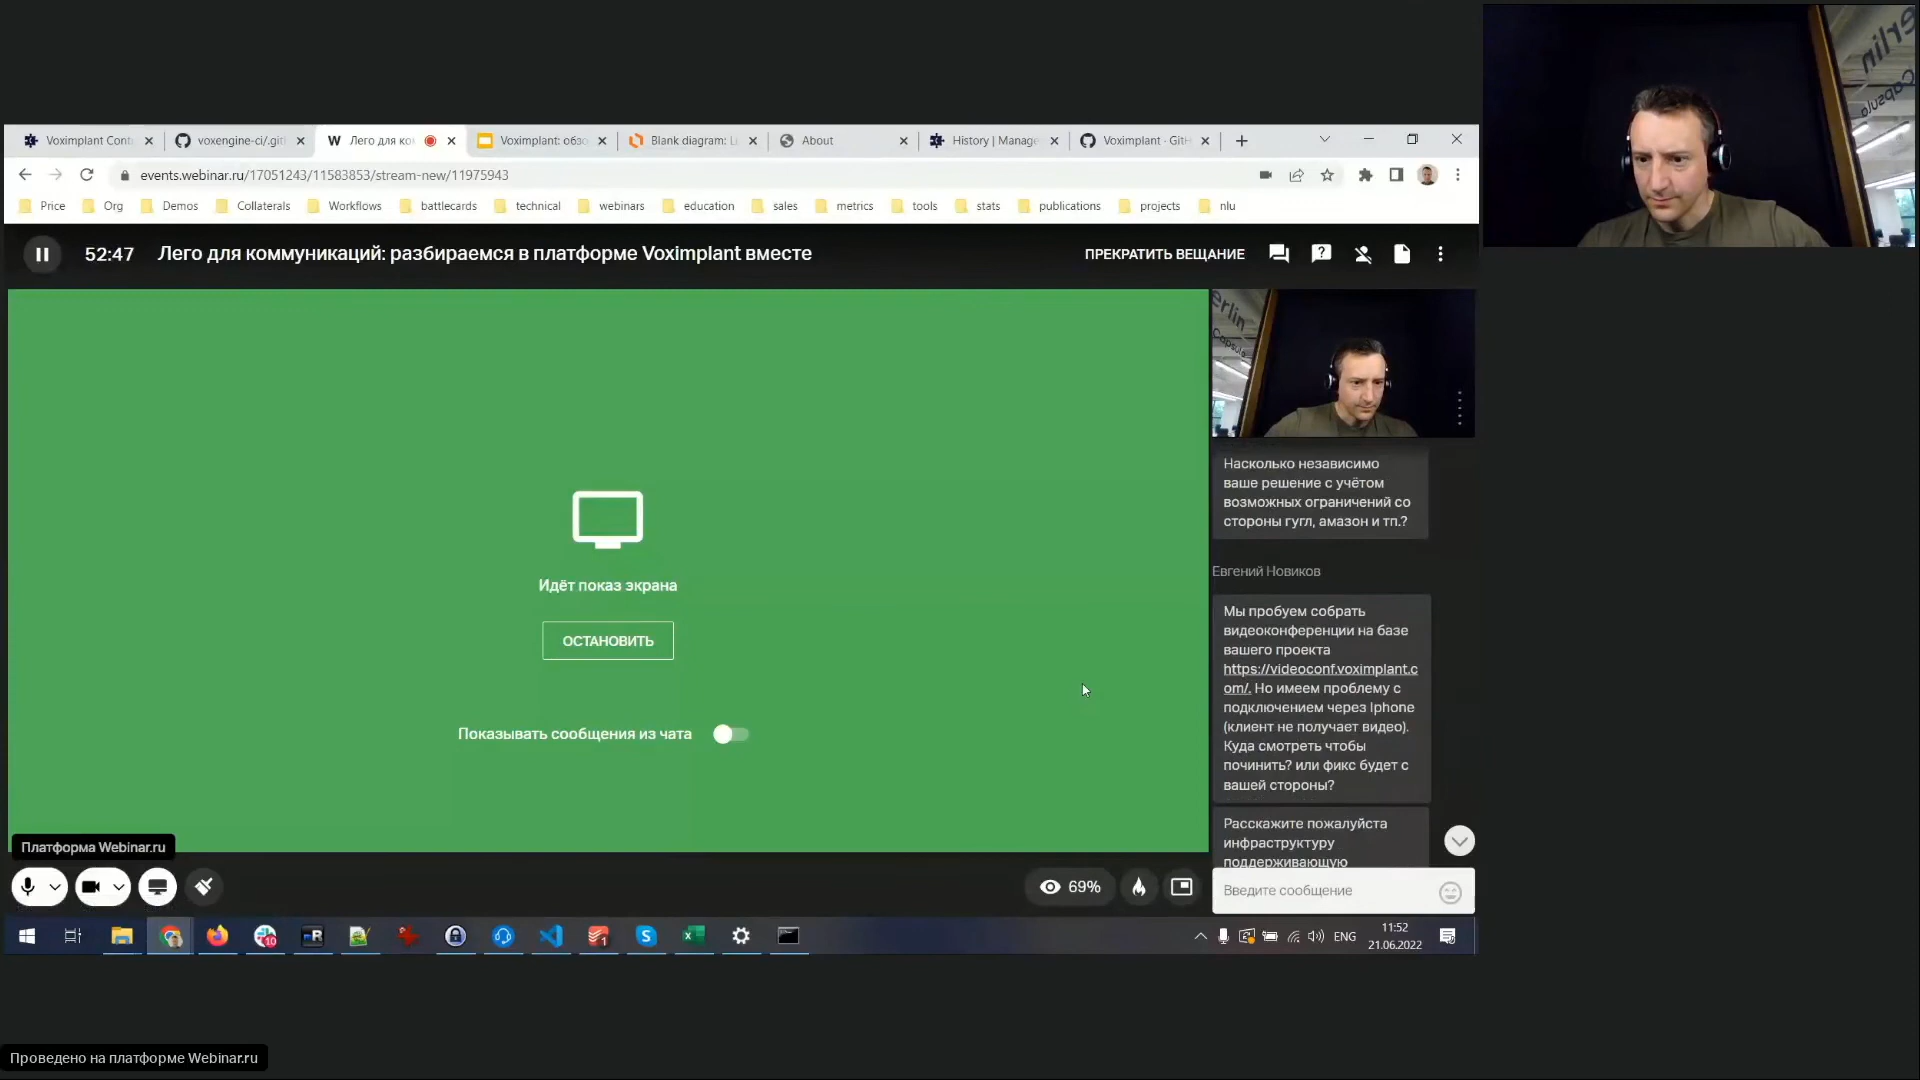 Voximplant Cont
voxengine-ci/.git
W
Лего для ко
Voximplant: обзо
Blank diagram: L
About
History | Manage
Voximplant · GitH
events.webinar.ru/17051243/11583853/stream-new/11975943
Price
Org
Demos
Collaterals
Workflows
battlecards
technical
webinars
education
sales
metrics
tools
stats
publications
projects
nlu
52:47
Лего для коммуникаций: разбираемся в платформе Voximplant вместе
ПРЕКРАТИТЬ ВЕЩАНИЕ
erlin
Capsule
Идёт показ экрана
ОСТАНОВИТЬ
Показывать сообщения из чата
Платформа Webinar.ru
69%
erlin
Capsule
Насколько независимо
ваше решение с учётом
возможных ограничений со
стороны гугл, амазон и тп.?
Евгений Новиков
Мы пробуем собрать
видеоконференции на базе
вашего проекта
https://videoconf.voximplant.c
om/. Но имеем проблему с
подключением через Iphone
(клиент не получает видео).
Куда смотреть чтобы
починить? или фикс будет с
вашей стороны?
Расскажите пожалуйста
инфраструктуру
поддерживающую
Введите сообщение
10
R
1
S
ENG
11:52
21.06.2022
Проведено на платформе Webinar.ru